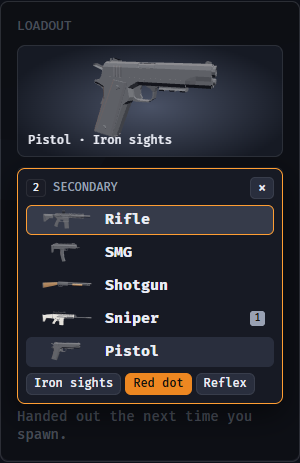 LOADOUT
Pistol · Iron sights
2 SECONDARY ×
Rifle
SMG
Shotgun
Sniper 1
Pistol
Iron sights Red dot Reflex
Handed out the next time you
spawn.